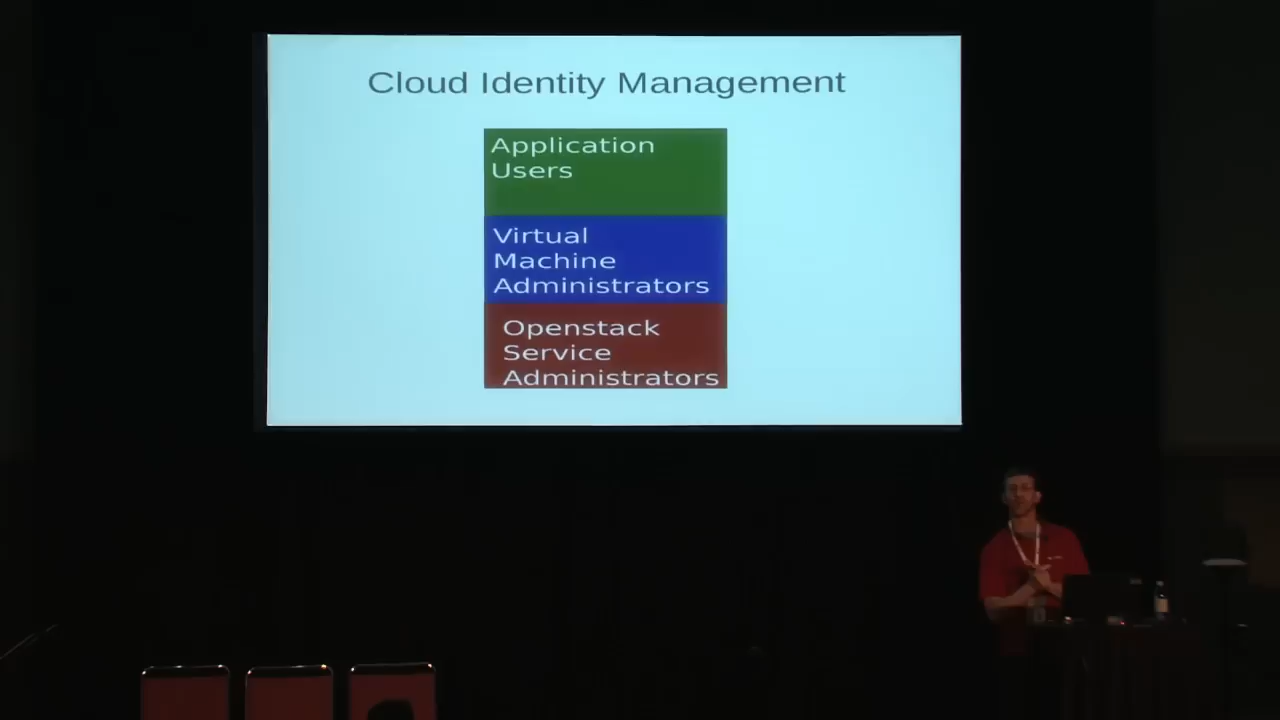 Cloud Identity Management
Application
Users
Virtual
Machine
Administrators
Openstack
Service
Administrators